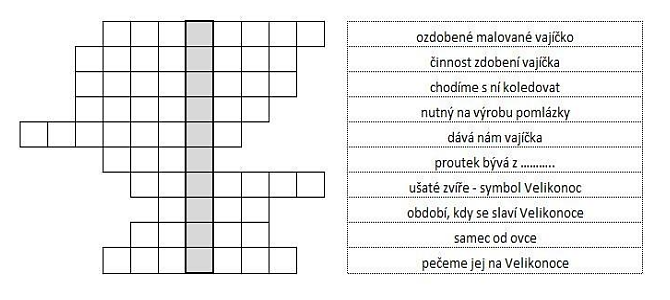 ozdobené malované vajíčko
činnost zdobení vajíčka
chodíme s ní koledovat
nutný na výrobu pomlázky
dává nám vajíčka
proutek bývá z ………..
ušaté zvíře - symbol Velikonoc
období, kdy se slaví Velikonoce
samec od ovce
pečeme jej na Velikonoce